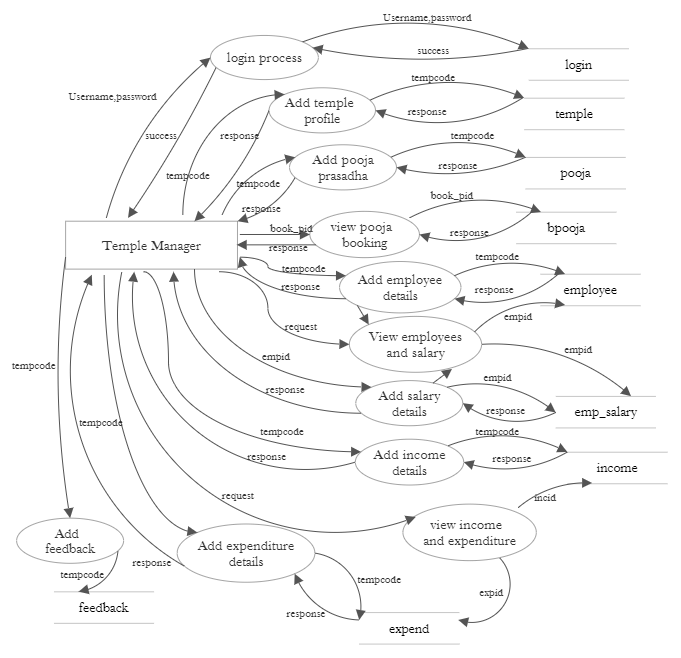 Username,password
login process
success
login
Username,password
tempcode
Add temple
profile
response
temple
success
response
tempcode
tempcode
Add pooja
prasadha
response
pooja
tempcode
response
book_pid
view pooja
booking
response
bpooja
book_pid
response
Temple Manager
tempcode
response
Add employee
details
tempcode
response
employee
request
View employees
and salary
empid
empid
empid
response
Add salary
details
empid
response
emp_salary
tempcode
tempcode
tempcode
response
Add income
details
tempcode
response
income
request
view income
and expenditure
incid
Add
feedback
tempcode
feedback
response
Add expenditure
details
tempcode
response
expid
expend